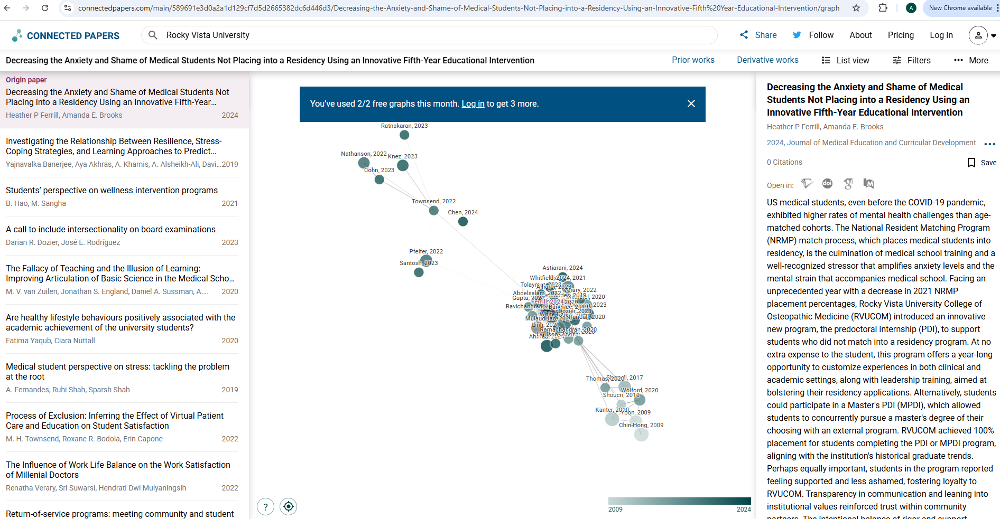 connectedpapers.com/main/589691e3d0a2a1d129cf7d5d2665382dc6d446d3/Decreasing-the-Anxiety-and-Shame-of-Medical-Students-Not-Placing-into-a-Residency-Using-an-Innovative-Fifth%20Year-Educational-Intervention/graph
A
New Chrome available
CONNECTED PAPERS
Rocky Vista University
Share
Follow
About
Pricing
Log in
Decreasing the Anxiety and Shame of Medical Students Not Placing into a Residency Using an Innovative Fifth-Year Educational Intervention
Prior works
Derivative works
List view
Filters
More
Origin paper
Decreasing the Anxiety and Shame of Medical Students Not
Placing into a Residency Using an Innovative Fifth-Year…
Heather P Ferrill, Amanda E. Brooks 2024
Investigating the Relationship Between Resilience, Stress-
Coping Strategies, and Learning Approaches to Predict…
Yajnavalka Banerjee, Aya Akhras, A. Khamis, A. Alsheikh-Ali, Davi… 2019
Students’ perspective on wellness intervention programs
B. Hao, M. Sangha 2021
A call to include intersectionality on board examinations
Darian R. Dozier, José E. Rodríguez 2023
The Fallacy of Teaching and the Illusion of Learning:
Improving Articulation of Basic Science in the Medical Scho…
M. V. van Zuilen, Jonathan S. England, Daniel A. Sussman, A.… 2020
Are healthy lifestyle behaviours positively associated with the
academic achievement of the university students?
Fatima Yaqub, Ciara Nuttall 2020
Medical student perspective on stress: tackling the problem
at the root
A. Fernandes, Ruhi Shah, Sparsh Shah 2019
Process of Exclusion: Inferring the Effect of Virtual Patient
Care and Education on Student Satisfaction
M. H. Townsend, Roxane R. Bodola, Erin Capone 2022
The Influence of Work Life Balance on the Work Satisfaction
of Millenial Doctors
Renatha Verary, Sri Suwarsi, Hendrati Dwi Mulyaningsih 2022
Return-of-service programs: meeting community and student
You’ve used 2/2 free graphs this month. Log in to get 3 more.
Ratnakaran, 2023
Nathanson, 2022
Knez, 2023
Cohn, 2023
Townsend, 2022
Chen, 2024
Pfeifer, 2022
Santosh, 2023
Astiarani, 2024
Whitfield, 2024
Alharbi, 2023
Verary, 2022
Abdelsalam, 2022
Ferrill, 2024
Banerjee, 2019
Dozier, 2023
Hao, 2021
Randall, 2020
Linh, 2021
Ramachandran, 2020
Ahmad, 2024
Thomas, 2020
Wolford, 2020
Shoucri, 2010
Kanter, 2010
Yoon, 2009
Chin-Hong, 2009
?
2009
2024
Decreasing the Anxiety and Shame of Medical
Students Not Placing into a Residency Using an
Innovative Fifth-Year Educational Intervention
Heather P Ferrill, Amanda E. Brooks
2024, Journal of Medical Education and Curricular Development
0 Citations
Save
Open in:
doi
US medical students, even before the COVID-19 pandemic,
exhibited higher rates of mental health challenges than age-
matched cohorts. The National Resident Matching Program
(NRMP) match process, which places medical students into
residency, is the culmination of medical school training and a
well-recognized stressor that amplifies anxiety levels and the
mental strain that accompanies medical school. Facing an
unprecedented year with a decrease in 2021 NRMP
placement percentages, Rocky Vista University College of
Osteopathic Medicine (RVUCOM) introduced an innovative
new program, the predoctoral internship (PDI), to support
students who did not match into a residency program. At no
extra expense to the student, this program offers a year-long
opportunity to customize experiences in both clinical and
academic settings, along with leadership training, aimed at
bolstering their residency applications. Alternatively, students
could participate in a Master's PDI (MPDI), which allowed
students to concurrently pursue a master's degree of their
choosing with an external program. RVUCOM achieved 100%
placement for students completing the PDI or MPDI program,
aligning with the institution's historical graduate trends.
Perhaps equally important, students in the program reported
feeling supported and less ashamed, fostering loyalty to
RVUCOM. Transparency in communication and leaning into
institutional values reinforced trust within community
partners. The intentional balance of rigor and support